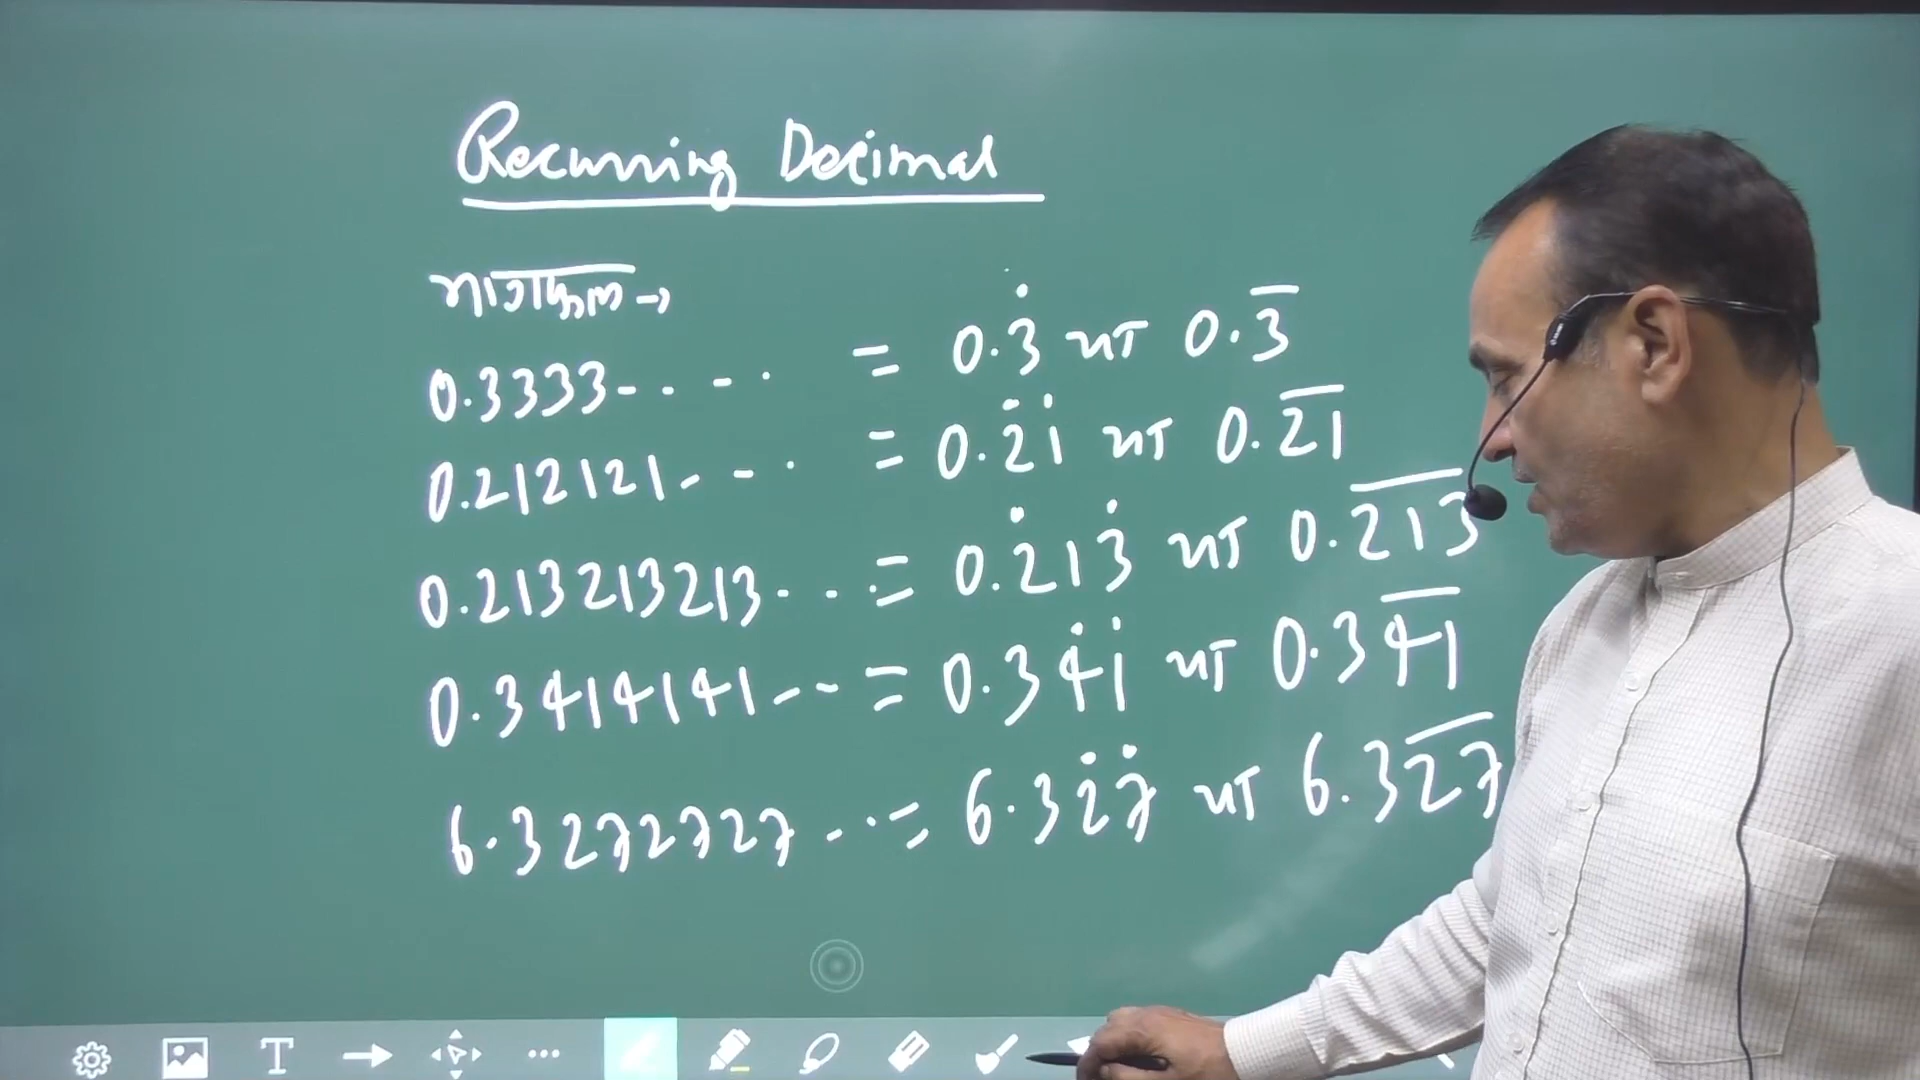 Recurring Decimal
भागफल →
0.3333- . - . = 0.3̇ या 0.3̅
0.212121- - . = 0.2̇1̇ या 0.2̅1̅
0.213213213- . . = 0.2̇13̇ या 0.2̅1̅3̅
0.3414141- - = 0.34̇1̇ या 0.34̅1̅
6.3272727 - . = 6.32̇7̇ या 6.32̅7̅
T